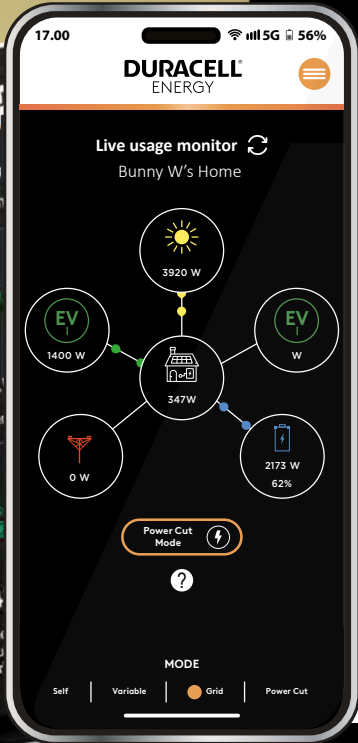 17.00
5G 56%
DURACELL
ENERGY
Live usage monitor
Bunny W's Home
3920 W
EV
1400 W
EV
W
347W
0 W
2173 W
62%
Power Cut
Mode
?
MODE
Self Variable Grid Power Cut